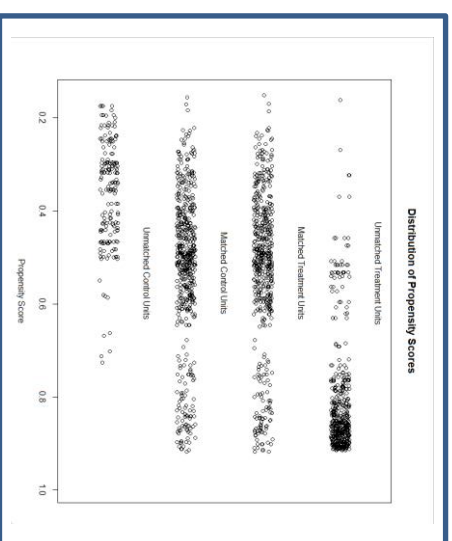 Distribution of Propensity Scores
Unmatched Treatment Units
Matched Treatment Units
Matched Control Units
Unmatched Control Units
0.2
0.4
0.6
0.8
1.0
Propensity Score